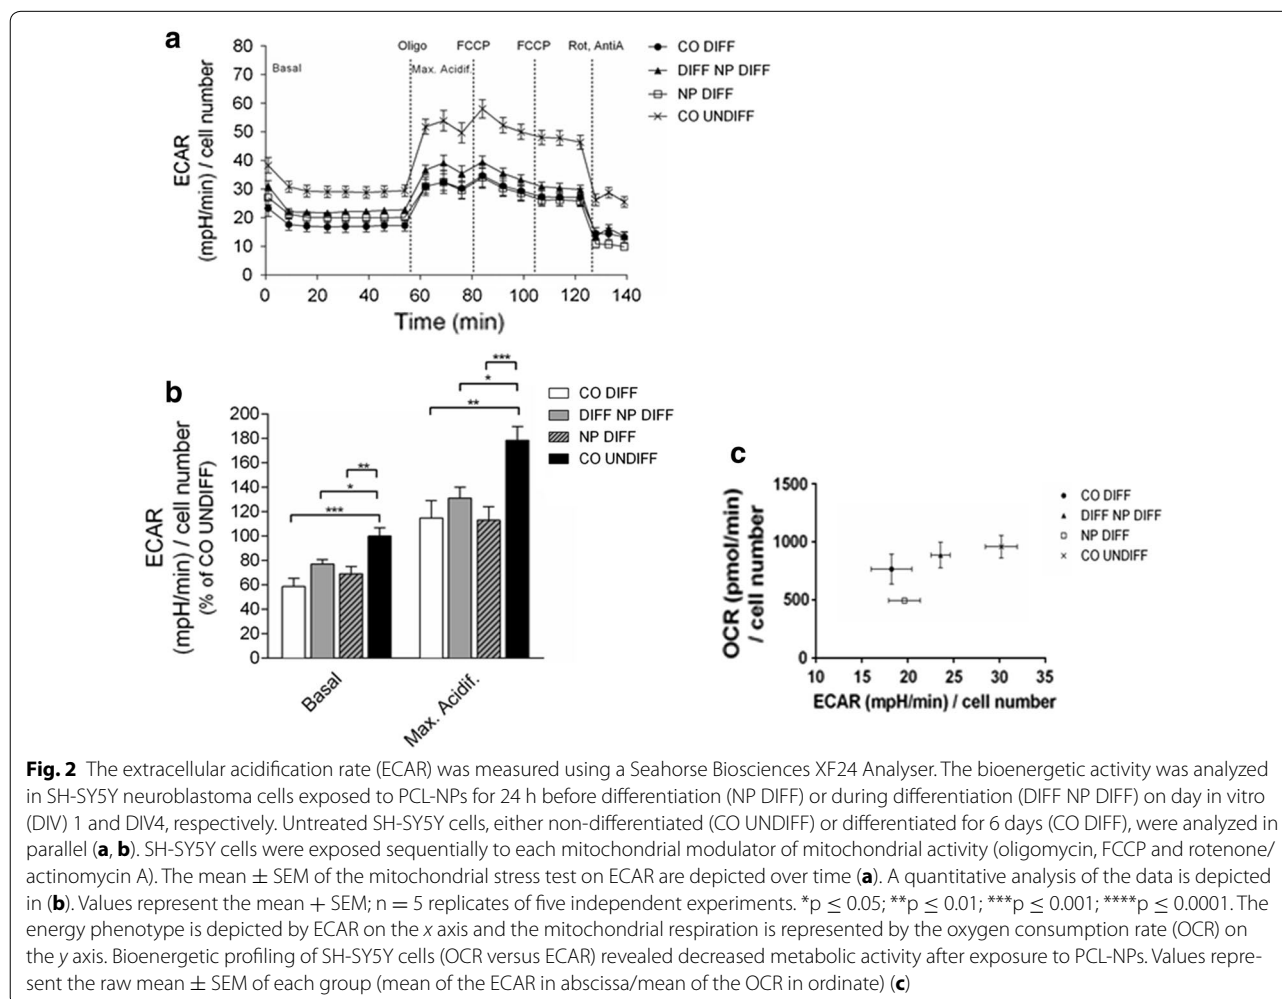 a
Oligo FCCP FCCP Rot, AntiA
Basal
Max. Acidif.
CO DIFF
DIFF NP DIFF
NP DIFF
CO UNDIFF
ECAR
(mpH/min) / cell number
80
70
60
50
40
30
20
10
0
0 20 40 60 80 100 120 140
Time (min)
b
***
*
**
**
*
***
CO DIFF
DIFF NP DIFF
NP DIFF
CO UNDIFF
ECAR
(mpH/min) / cell number
(% of CO UNDIFF)
200
180
160
140
120
100
80
60
40
20
0
Basal
Max. Acidif.
c
CO DIFF
DIFF NP DIFF
NP DIFF
CO UNDIFF
OCR (pmol/min)
/ cell number
1500
1000
500
0
10 15 20 25 30 35
ECAR (mpH/min) / cell number
Fig. 2 The extracellular acidification rate (ECAR) was measured using a Seahorse Biosciences XF24 Analyser. The bioenergetic activity was analyzed
in SH-SY5Y neuroblastoma cells exposed to PCL-NPs for 24 h before differentiation (NP DIFF) or during differentiation (DIFF NP DIFF) on day in vitro
(DIV) 1 and DIV4, respectively. Untreated SH-SY5Y cells, either non-differentiated (CO UNDIFF) or differentiated for 6 days (CO DIFF), were analyzed in
parallel (a, b). SH-SY5Y cells were exposed sequentially to each mitochondrial modulator of mitochondrial activity (oligomycin, FCCP and rotenone/
actinomycin A). The mean ± SEM of the mitochondrial stress test on ECAR are depicted over time (a). A quantitative analysis of the data is depicted
in (b). Values represent the mean + SEM; n = 5 replicates of five independent experiments. *p ≤ 0.05; **p ≤ 0.01; ***p ≤ 0.001; ****p ≤ 0.0001. The
energy phenotype is depicted by ECAR on the x axis and the mitochondrial respiration is represented by the oxygen consumption rate (OCR) on
the y axis. Bioenergetic profiling of SH-SY5Y cells (OCR versus ECAR) revealed decreased metabolic activity after exposure to PCL-NPs. Values repre-
sent the raw mean ± SEM of each group (mean of the ECAR in abscissa/mean of the OCR in ordinate) (c)